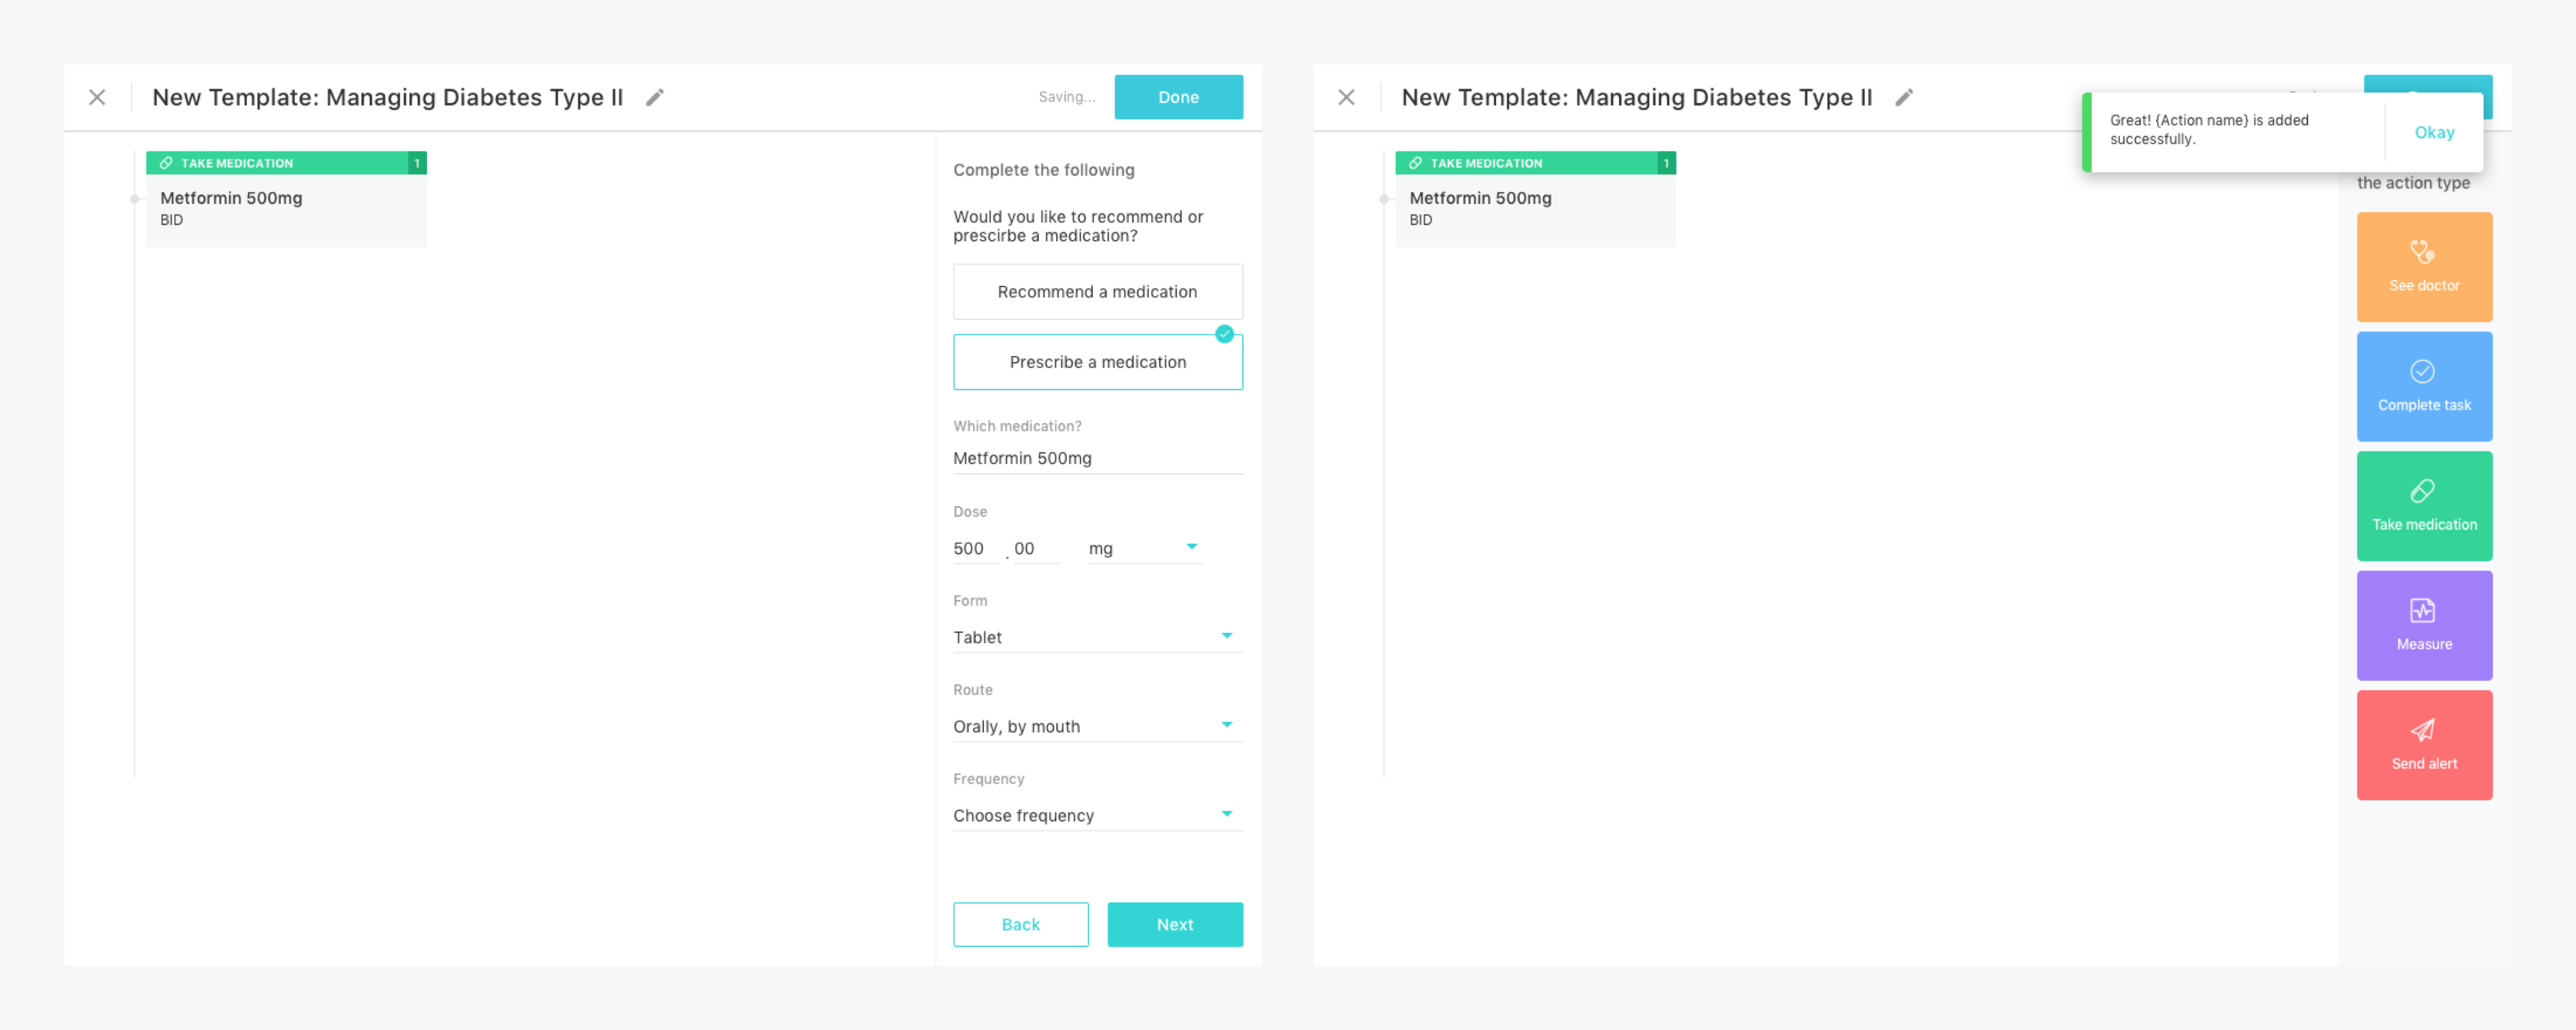 New Template: Managing Diabetes Type II
Saving...
Done
TAKE MEDICATION
1
Metformin 500mg
BID
Complete the following
Would you like to recommend or
prescirbe a medication?
Recommend a medication
Prescribe a medication
Which medication?
Metformin 500mg
Dose
500 . 00 mg
Form
Tablet
Route
Orally, by mouth
Frequency
Choose frequency
Back
Next
New Template: Managing Diabetes Type II
Great! {Action name} is added
successfully.
Okay
TAKE MEDICATION
1
Metformin 500mg
BID
the action type
See doctor
Complete task
Take medication
Measure
Send alert